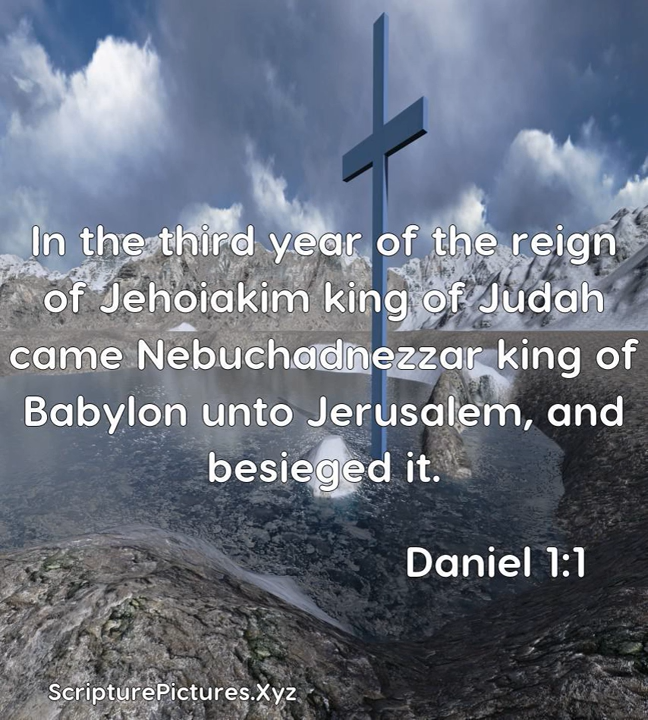 In the third year of the reign
of Jehoiakim king of Judah
came Nebuchadnezzar king of
Babylon unto Jerusalem, and
besieged it.
Daniel 1:1
ScripturePictures.Xyz